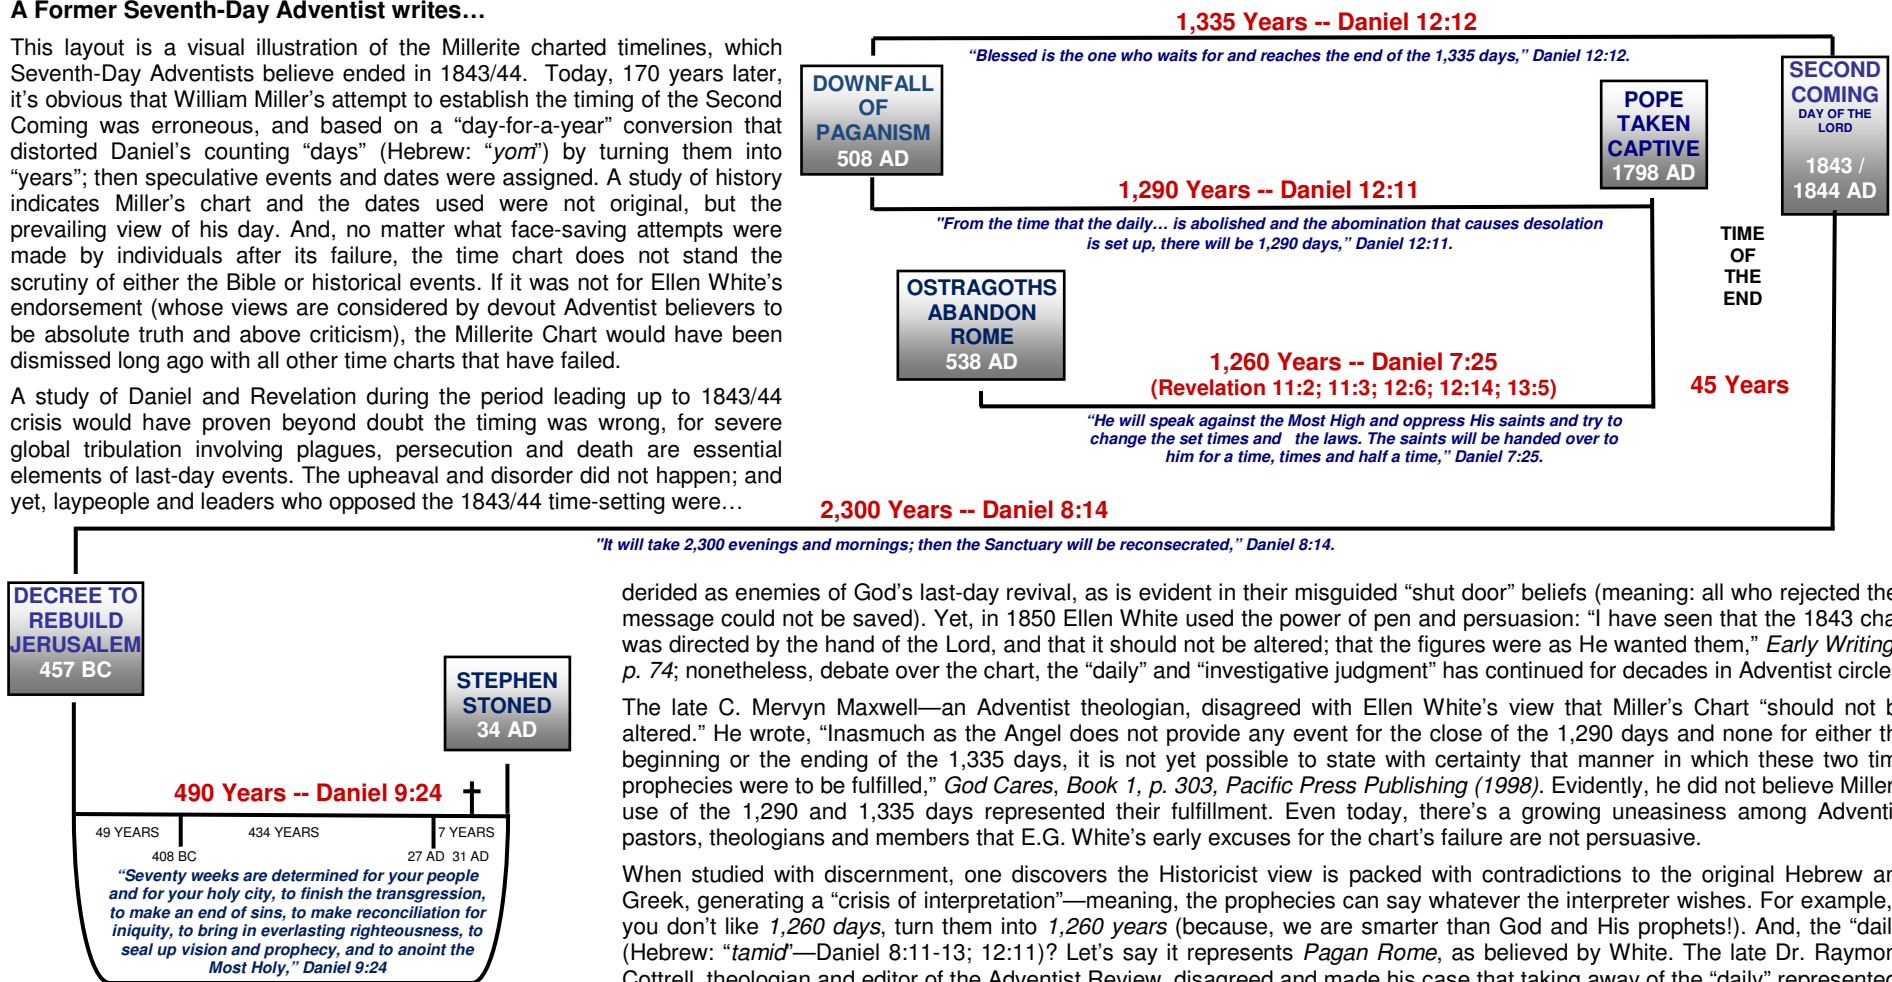 A Former Seventh-Day Adventist writes…
This layout is a visual illustration of the Millerite charted timelines, which
Seventh-Day Adventists believe ended in 1843/44. Today, 170 years later,
it's obvious that William Miller's attempt to establish the timing of the Second
Coming was erroneous, and based on a “day-for-a-year” conversion that
distorted Daniel's counting “days” (Hebrew: “yom”) by turning them into
“years”; then speculative events and dates were assigned. A study of history
indicates Miller's chart and the dates used were not original, but the
prevailing view of his day. And, no matter what face-saving attempts were
made by individuals after its failure, the time chart does not stand the
scrutiny of either the Bible or historical events. If it was not for Ellen White's
endorsement (whose views are considered by devout Adventist believers to
be absolute truth and above criticism), the Millerite Chart would have been
dismissed long ago with all other time charts that have failed.
A study of Daniel and Revelation during the period leading up to 1843/44
crisis would have proven beyond doubt the timing was wrong, for severe
global tribulation involving plagues, persecution and death are essential
elements of last-day events. The upheaval and disorder did not happen; and
yet, laypeople and leaders who opposed the 1843/44 time-setting were…
1,335 Years -- Daniel 12:12
“Blessed is the one who waits for and reaches the end of the 1,335 days,” Daniel 12:12.
DOWNFALL
OF
PAGANISM
508 AD
POPE
TAKEN
CAPTIVE
1798 AD
SECOND
COMING
DAY OF THE
LORD
1843 /
1844 AD
1,290 Years -- Daniel 12:11
"From the time that the daily… is abolished and the abomination that causes desolation
is set up, there will be 1,290 days,” Daniel 12:11.
TIME
OF
THE
END
OSTRAGOTHS
ABANDON
ROME
538 AD
1,260 Years -- Daniel 7:25
(Revelation 11:2; 11:3; 12:6; 12:14; 13:5)
45 Years
“He will speak against the Most High and oppress His saints and try to
change the set times and the laws. The saints will be handed over to
him for a time, times and half a time,” Daniel 7:25.
2,300 Years -- Daniel 8:14
"It will take 2,300 evenings and mornings; then the Sanctuary will be reconsecrated,” Daniel 8:14.
DECREE TO
REBUILD
JERUSALEM
457 BC
STEPHEN
STONED
34 AD
490 Years -- Daniel 9:24
49 YEARS 434 YEARS 7 YEARS
408 BC 27 AD 31 AD
“Seventy weeks are determined for your people
and for your holy city, to finish the transgression,
to make an end of sins, to make reconciliation for
iniquity, to bring in everlasting righteousness, to
seal up vision and prophecy, and to anoint the
Most Holy,” Daniel 9:24
derided as enemies of God's last-day revival, as is evident in their misguided “shut door” beliefs (meaning: all who rejected the
message could not be saved). Yet, in 1850 Ellen White used the power of pen and persuasion: “I have seen that the 1843 cha
was directed by the hand of the Lord, and that it should not be altered; that the figures were as He wanted them,” Early Writing
p. 74; nonetheless, debate over the chart, the “daily” and “investigative judgment” has continued for decades in Adventist circle
The late C. Mervyn Maxwell—an Adventist theologian, disagreed with Ellen White's view that Miller's Chart “should not b
altered.” He wrote, “Inasmuch as the Angel does not provide any event for the close of the 1,290 days and none for either th
beginning or the ending of the 1,335 days, it is not yet possible to state with certainty that manner in which these two tim
prophecies were to be fulfilled,” God Cares, Book 1, p. 303, Pacific Press Publishing (1998). Evidently, he did not believe Miller
use of the 1,290 and 1,335 days represented their fulfillment. Even today, there's a growing uneasiness among Adventi
pastors, theologians and members that E.G. White's early excuses for the chart's failure are not persuasive.
When studied with discernment, one discovers the Historicist view is packed with contradictions to the original Hebrew an
Greek, generating a “crisis of interpretation”—meaning, the prophecies can say whatever the interpreter wishes. For example,
you don't like 1,260 days, turn them into 1,260 years (because, we are smarter than God and His prophets!). And, the “dail
(Hebrew: “tamid”—Daniel 8:11-13; 12:11)? Let's say it represents Pagan Rome, as believed by White. The late Dr. Raymon
Cottrell, theologian and editor of the Adventist Review, disagreed and made his case that taking away of the “daily” represented